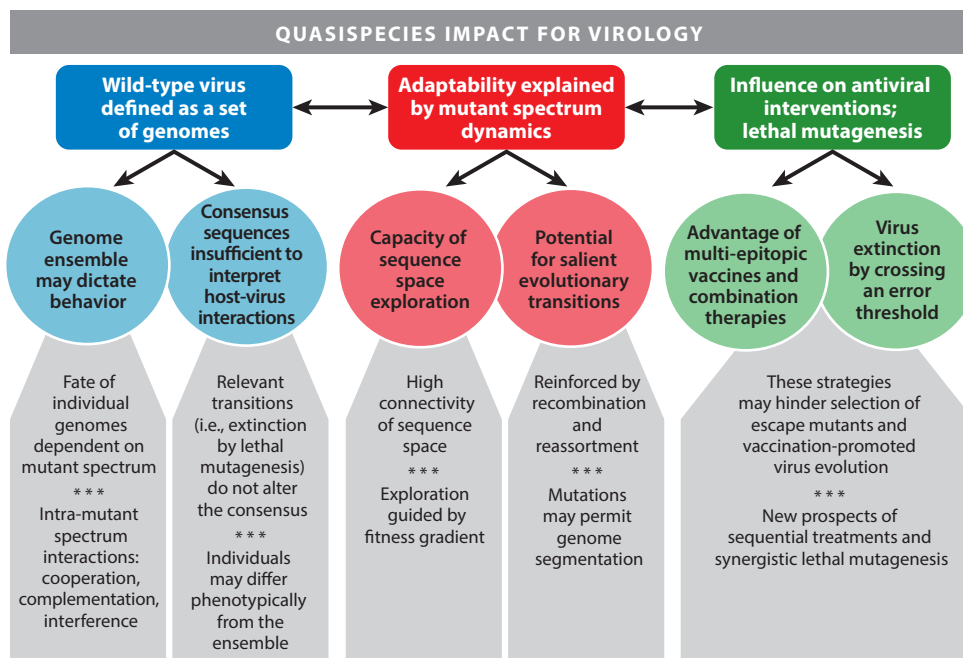 QUASISPECIES IMPACT FOR VIROLOGY
Wild-type virus
defined as a set
of genomes
Adaptability explained
by mutant spectrum
dynamics
Influence on antiviral
interventions;
lethal mutagenesis
Genome
ensemble
may dictate
behavior
Consensus
sequences
insufficient to
interpret
host-virus
interactions
Capacity of
sequence
space
exploration
Potential
for salient
evolutionary
transitions
Advantage of
multi-epitopic
vaccines and
combination
therapies
Virus
extinction
by crossing
an error
threshold
Fate of
individual
genomes
dependent on
mutant spectrum
* * *
Intra-mutant
spectrum
interactions:
cooperation,
complementation,
interference
Relevant
transitions
(i.e., extinction
by lethal
mutagenesis)
do not alter
the consensus
* * *
Individuals
may differ
phenotypically
from the
ensemble
High
connectivity
of sequence
space
* * *
Exploration
guided by
fitness gradient
Reinforced by
recombination
and
reassortment
* * *
Mutations
may permit
genome
segmentation
These strategies
may hinder selection of
escape mutants and
vaccination-promoted
virus evolution
* * *
New prospects of
sequential treatments and
synergistic lethal mutagenesis